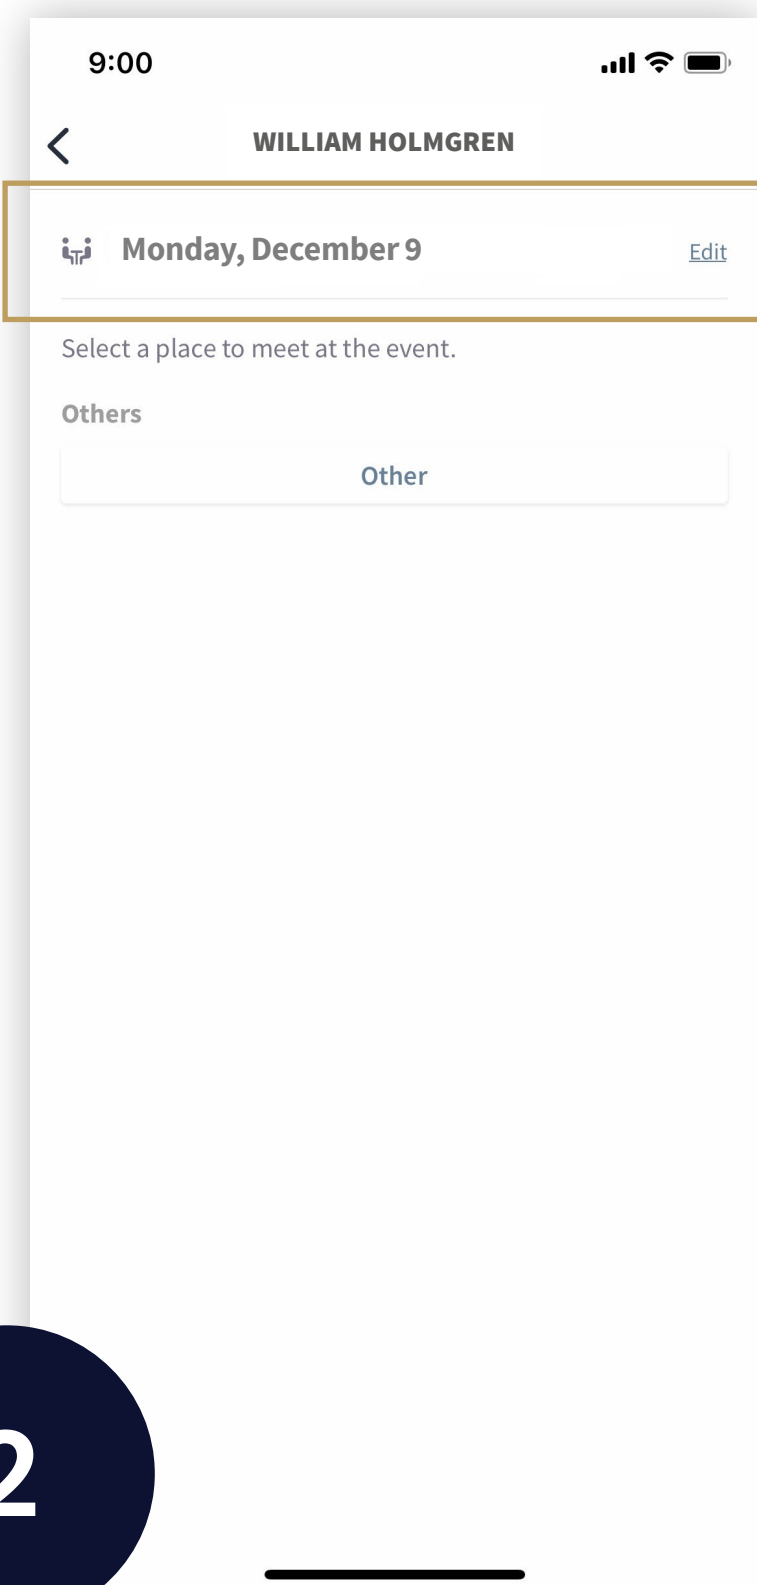 9:00
WILLIAM HOLMGREN
Monday, December 9
Edit
Select a place to meet at the event.
Others
Other
2